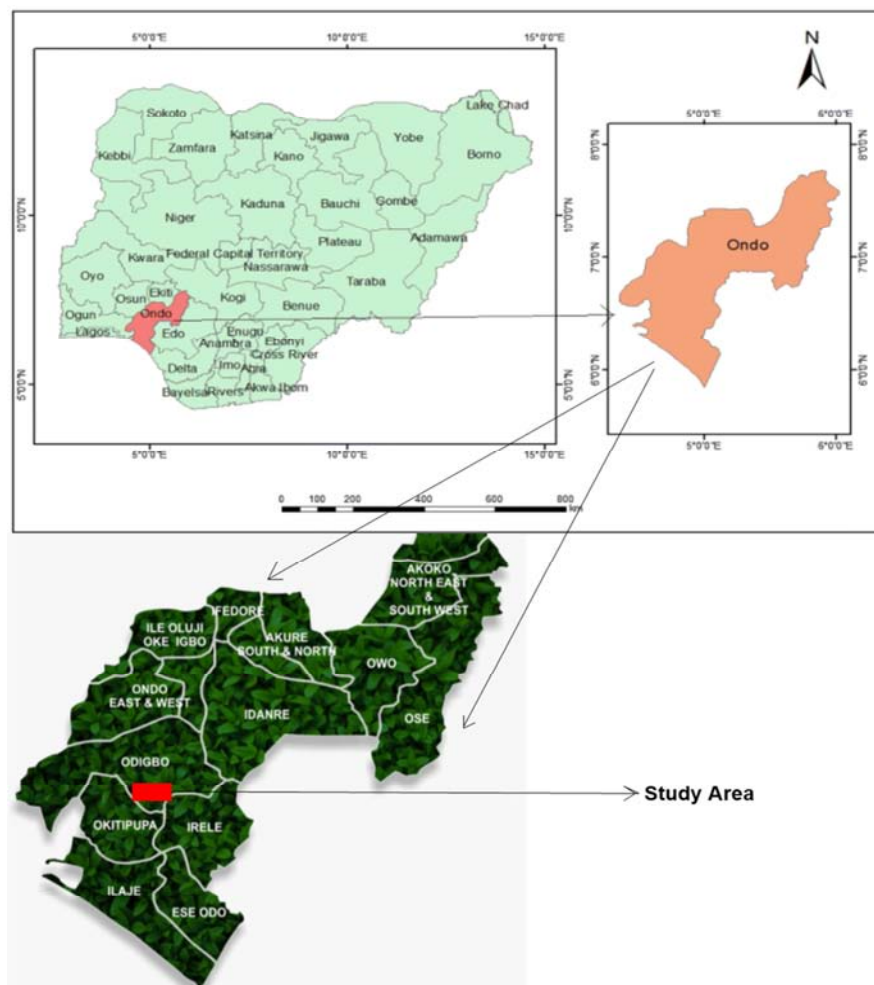 N
5°0'0"E
10°0'0"E
15°0'0"E
Lake Chad
Sokoto
Katsina
Jigawa
Yobe
Zamfara
Kano
Borno
Kebbi
Kaduna
Bauchi
Gombe
Niger
Adamawa
Plateau
Kwara
Federal Capital Territory
Nassarawa
Oyo
Taraba
Ekiti
Osun
Kogi
Benue
Ogun
Ondo
Lagos
Edo
Enugu
Anambra
Ebonyi
Cross River
Delta
Imo
Abia
Bayelsa
Rivers
Akwa Ibom
10°0'0"N
5°0'0"N
10°0'0"N
5°0'0"N
5°0'0"E
10°0'0"E
15°0'0"E
5°0'0"E
6°0'0"E
8°0'0"N
7°0'0"N
6°0'0"N
Ondo
8°0'0"N
7°0'0"N
6°0'0"N
5°0'0"E
6°0'0"E
0 100 200 400 600 800
km
AKOKO
NORTH EAST
&
SOUTH WEST
IFEDORE
ILE OLUJI
OKE IGBO
AKURE
SOUTH & NORTH
OWO
ONDO
EAST & WEST
IDANRE
OSE
ODIGBO
Study Area
OKITIPUPA
IRELE
ILAJE
ESE ODO